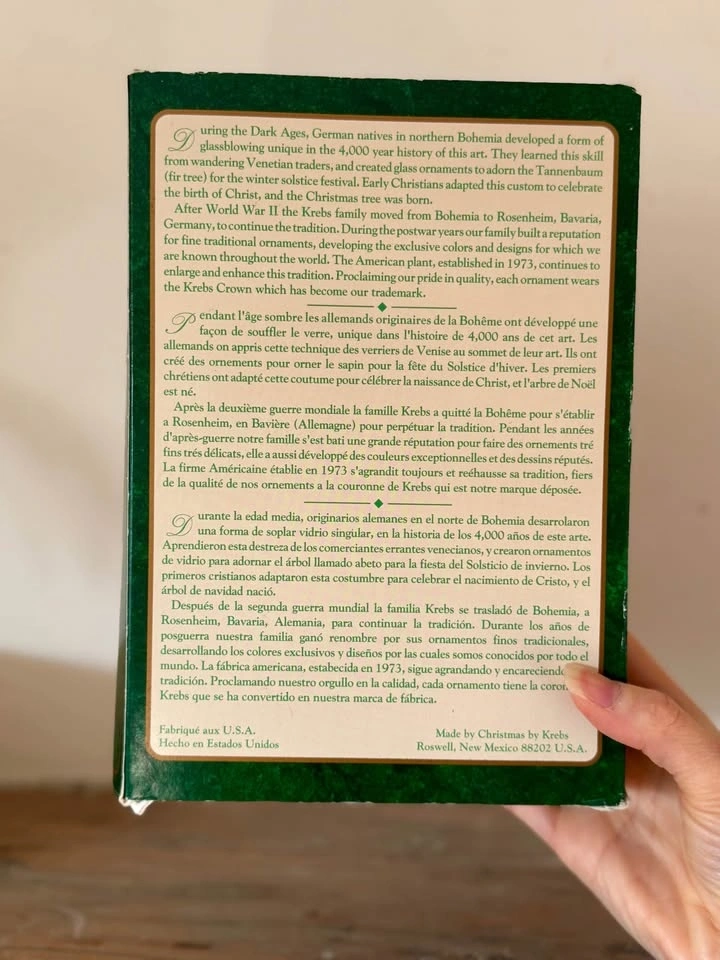 During the Dark Ages, German natives in northern Bohemia developed a form of
glassblowing unique in the 4,000 year history of this art. They learned this skill
from wandering Venetian traders, and created glass ornaments to adorn the Tannenbaum
(fir tree) for the winter solstice festival. Early Christians adapted this custom to celebrate
the birth of Christ, and the Christmas tree was born.
After World War II the Krebs family moved from Bohemia to Rosenheim, Bavaria,
Germany, to continue the tradition. During the postwar years our family built a reputation
for fine traditional ornaments, developing the exclusive colors and designs for which we
are known throughout the world. The American plant, established in 1973, continues to
enlarge and enhance this tradition. Proclaiming our pride in quality, each ornament wears
the Krebs Crown which has become our trademark.
Pendant l'âge sombre les allemands originaires de la Bohême ont développé une
façon de souffler le verre, unique dans l'histoire de 4,000 ans de cet art. Les
allemands on appris cette technique des verriers de Venise au sommet de leur art. Ils ont
créé des ornements pour orner le sapin pour la fête du Solstice d'hiver. Les premiers
chrétiens ont adapté cette coutume pour célébrer la naissance de Christ, et l'arbre de Noël
est né.
Après la deuxième guerre mondiale la famille Krebs a quitté la Bohême pour s'établir
a Rosenheim, en Bavière (Allemagne) pour perpétuar la tradition. Pendant les années
d'après-guerre notre famille s'est bati une grande réputation pour faire des ornements tré
fins trés délicats, elle a aussi développé des couleurs exceptionnelles et des dessins réputés.
La firme Américaine établie en 1973 s'agrandit toujours et reéhausse sa tradition, fiers
de la qualité de nos ornements a la couronne de Krebs qui est notre marque déposée.
Durante la edad media, originarios alemanes en el norte de Bohemia desarrolaron
una forma de soplar vidrio singular, en la historia de los 4,000 años de este arte.
Aprendieron esta destreza de los comerciantes errantes venecianos, y crearon ornamentos
de vidrio para adornar el árbol llamado abeto para la fiesta del Solsticio de invierno. Los
primeros cristianos adaptaron esta costumbre para celebrar el nacimiento de Cristo, y el
árbol de navidad nació.
Después de la segunda guerra mundial la familia Krebs se trasladó de Bohemia, a
Rosenheim, Bavaria, Alemania, para continuar la tradición. Durante los años de
posguerra nuestra familia ganó renombre por sus ornamentos finos tradicionales,
desarrollando los colores exclusivos y diseños por las cuales somos conocidos por todo el
mundo. La fábrica americana, estabecida en 1973, sigue agrandando y encareciendo
tradición. Proclamando nuestro orgullo en la calidad, cada ornamento tiene la
Krebs que se ha convertido en nuestra marca de fábrica.
Fabriqué aux U.S.A.
Hecho en Estados Unidos
Made by Christmas by Krebs
Roswell, New Mexico 88202 U.S.A.